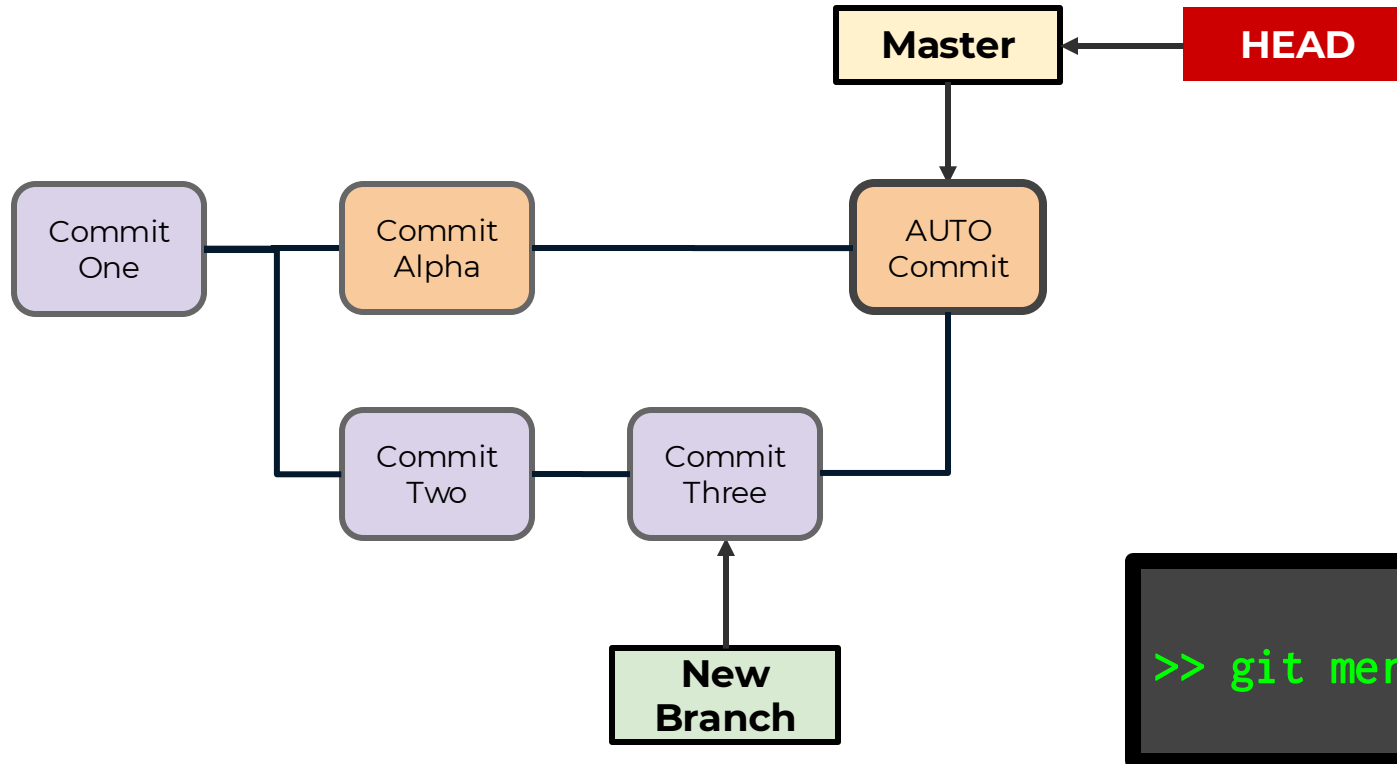 Master
HEAD
Commit
One
Commit
Alpha
AUTO
Commit
Commit
Two
Commit
Three
New
Branch
>> git mer